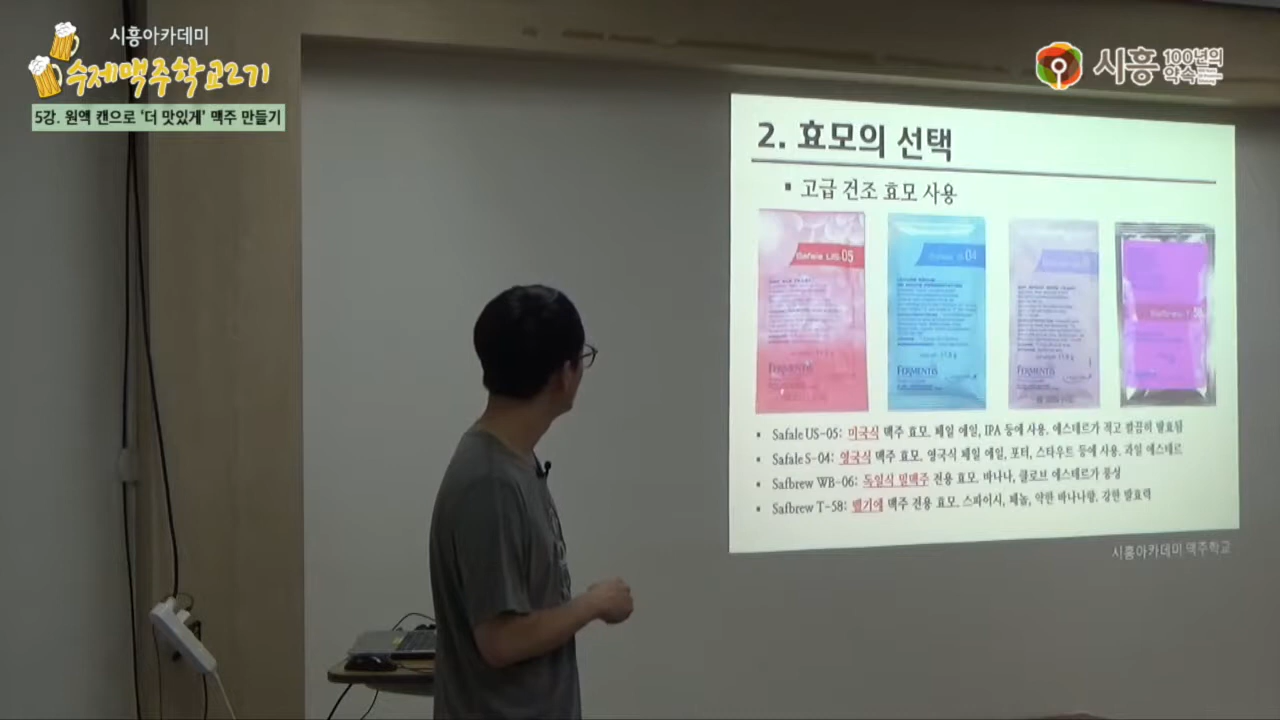 시흥아카데미
수제맥주학교2기
5강. 원액 캔으로 '더 맛있게' 맥주 만들기
시흥 100년의 약속
2. 효모의 선택
▪ 고급 건조 효모 사용
Safale US-05
04
Safbrew T-58
FERMENTIS
FERMENTIS
FERMENTIS
• Safale US-05: 미국식 맥주 효모. 페일 에일, IPA 등에 사용. 에스테르가 적고 깔끔히 발효됨
• Safale S-04: 영국식 맥주 효모. 영국식 페일 에일, 포터, 스타우트 등에 사용. 과일 에스테르
• Safbrew WB-06: 독일식 밀맥주 전용 효모. 바나나, 클로브 에스테르가 풍성
• Safbrew T-58: 벨기에 맥주 전용 효모. 스파이시, 페놀, 약한 바나나향. 강한 발효력
시흥아카데미 맥주학교